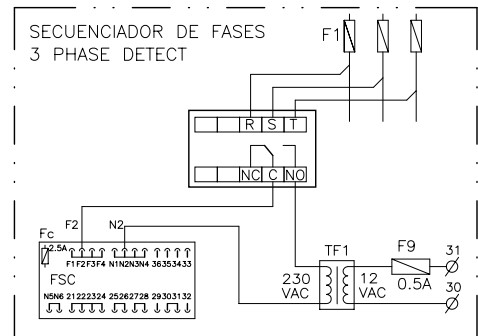 SECUENCIADOR DE FASES
3 PHASE DETECT
F1
R S T
NC C NO
Fc
F2
N2
2.5A
F1F2F3F4 N1N2N3N4 36353433
FSC
N5N6 21222324 25262728 29303132
TF1
230
VAC
12
VAC
F9
0.5A
31
30